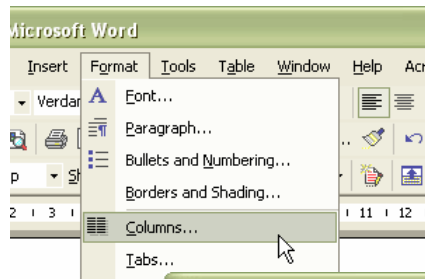 Microsoft Word
Insert Format Tools Table Window Help
Verdan
Font...
Paragraph...
Bullets and Numbering...
Borders and Shading...
2 3 11 12
Columns...
Tabs...